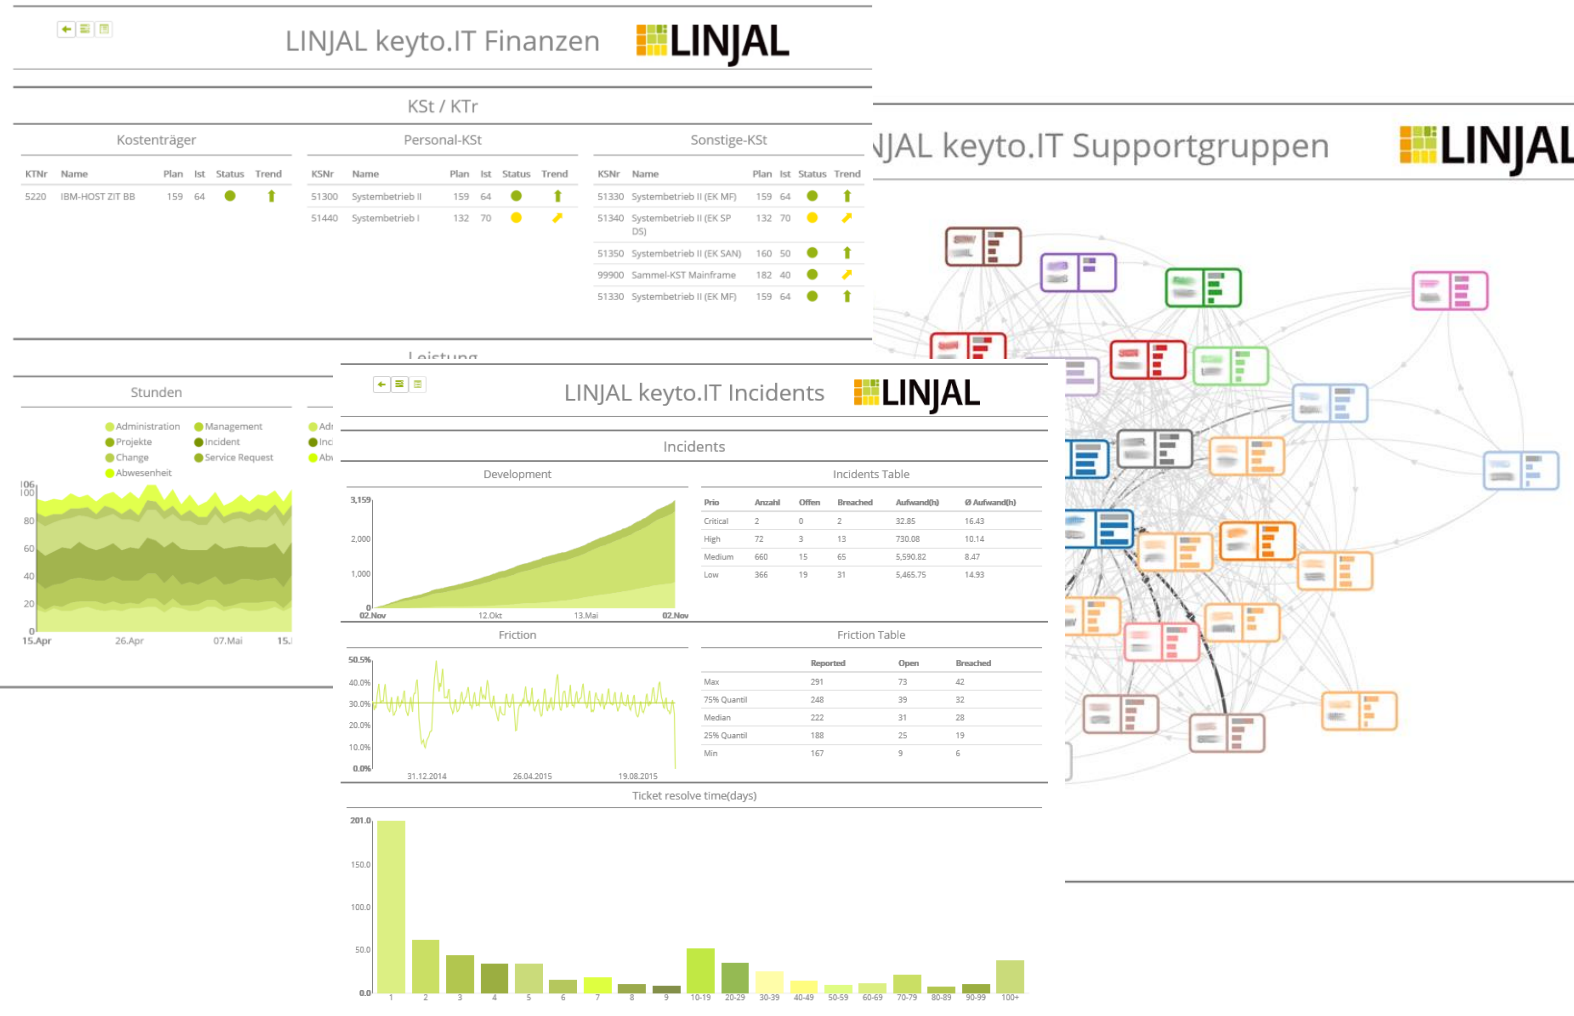 LINJAL keyto.IT Finanzen
LINJAL
KSt / KTr
Kostenträger
KTNr Name Plan Ist Status Trend
5220 IBM-HOST ZIT BB 159 64
Personal-KSt
KSNr Name Plan Ist Status Trend
51300 Systembetrieb II 159 64
51440 Systembetrieb I 132 70
Sonstige-KSt
KSNr Name Plan Ist Status Trend
51330 Systembetrieb II (EK MF) 159 64
51340 Systembetrieb II (EK SP 132 70
DS)
51350 Systembetrieb II (EK SAN) 160 50
99900 Sammel-KST Mainframe 182 40
51330 Systembetrieb II (EK MF) 159 64
Leistung
Stunden
Administration Management
Projekte Incident
Change Service Request
Abwesenheit
106
100
80
60
40
20
0
15.Apr 26.Apr 07.Mai 15.
NJAL keyto.IT Supportgruppen
LINJAL
LINJAL keyto.IT Incidents
LINJAL
Incidents
Development
3,159
2,000
1,000
0
02.Nov 12.Okt 13.Mai 02.Nov
Incidents Table
Prio Anzahl Offen Breached Aufwand(h) Ø Aufwand(h)
Critical 2 0 2 32.85 16.43
High 72 3 13 730.08 10.14
Medium 660 15 65 5,590.82 8.47
Low 366 19 31 5,465.75 14.93
Friction
50.5%
40.0%
30.0%
20.0%
10.0%
0.0%
31.12.2014 26.04.2015 19.08.2015
Friction Table
Reported Open Breached
Max 291 73 42
75% Quantil 248 39 32
Median 222 31 28
25% Quantil 188 25 19
Min 167 9 6
Ticket resolve time(days)
201.0
150.0
100.0
50.0
0.0
1 2 3 4 5 6 7 8 9 10-19 20-29 30-39 40-49 50-59 60-69 70-79 80-89 90-99 100+